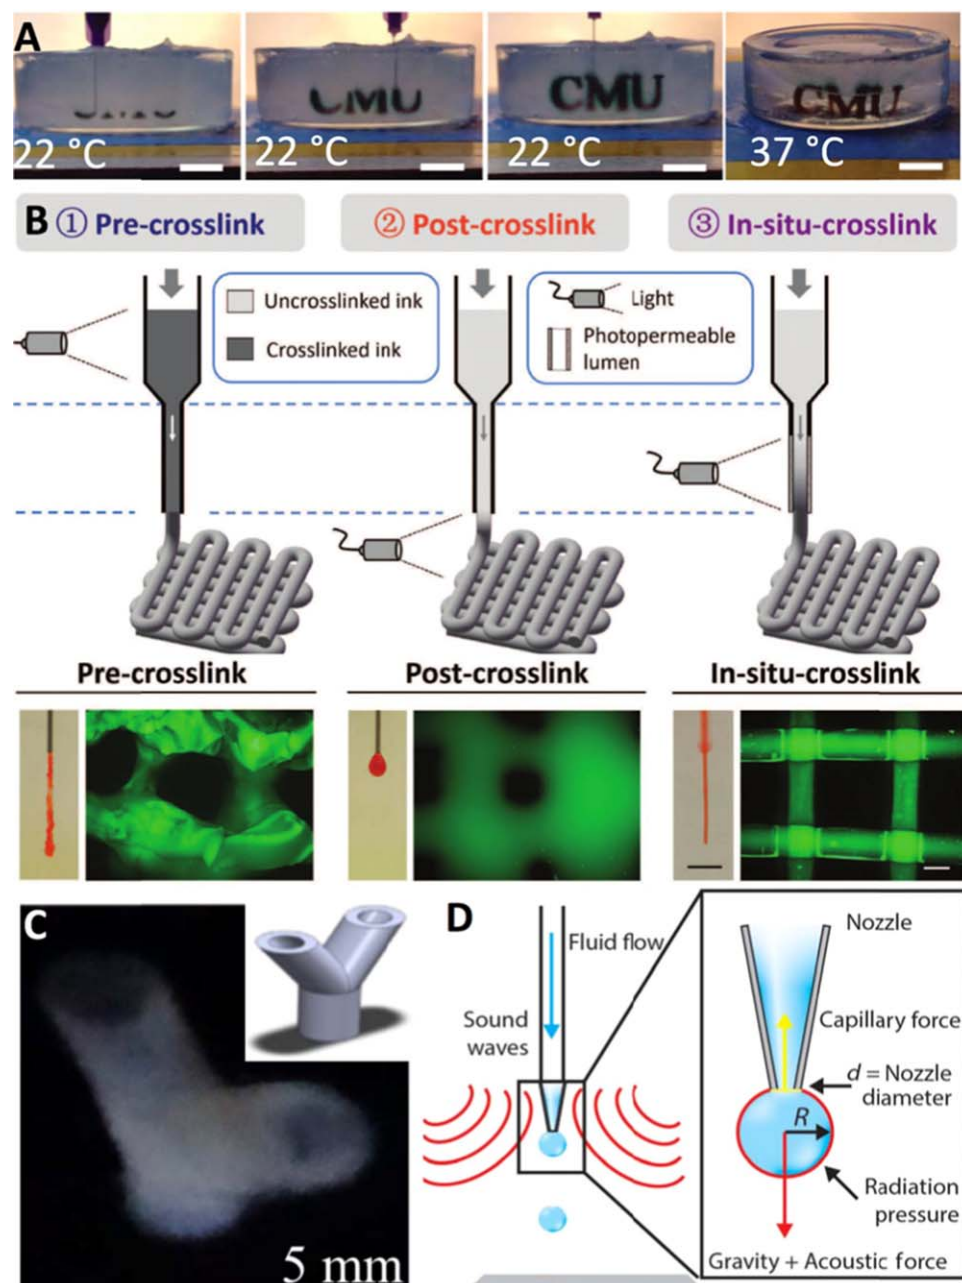 A
CMU
CMU
CMU
22 °C
22 °C
22 °C
37 °C
B ① Pre-crosslink
② Post-crosslink
③ In-situ-crosslink
Uncrosslinked ink
Crosslinked ink
Light
Photopermeable
lumen
Pre-crosslink
Post-crosslink
In-situ-crosslink
C
5 mm
D
Fluid flow
Sound
waves
Nozzle
Capillary force
d = Nozzle
diameter
R
Radiation
pressure
Gravity + Acoustic force